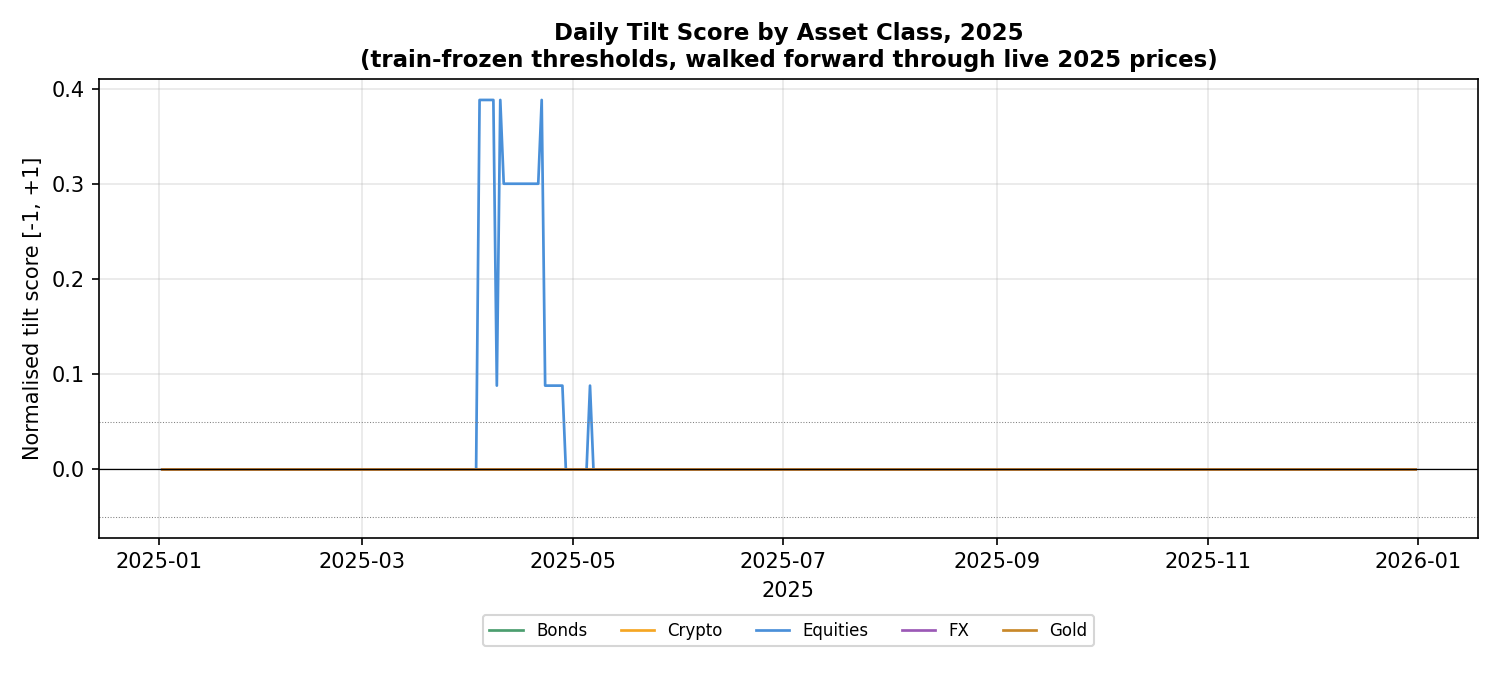 Daily Tilt Score by Asset Class, 2025
(train-frozen thresholds, walked forward through live 2025 prices)
Normalised tilt score [-1, +1]
0.4
0.3
0.2
0.1
0.0
2025-01 2025-03 2025-05 2025-07 2025-09 2025-11 2026-01
2025
Bonds Crypto Equities FX Gold